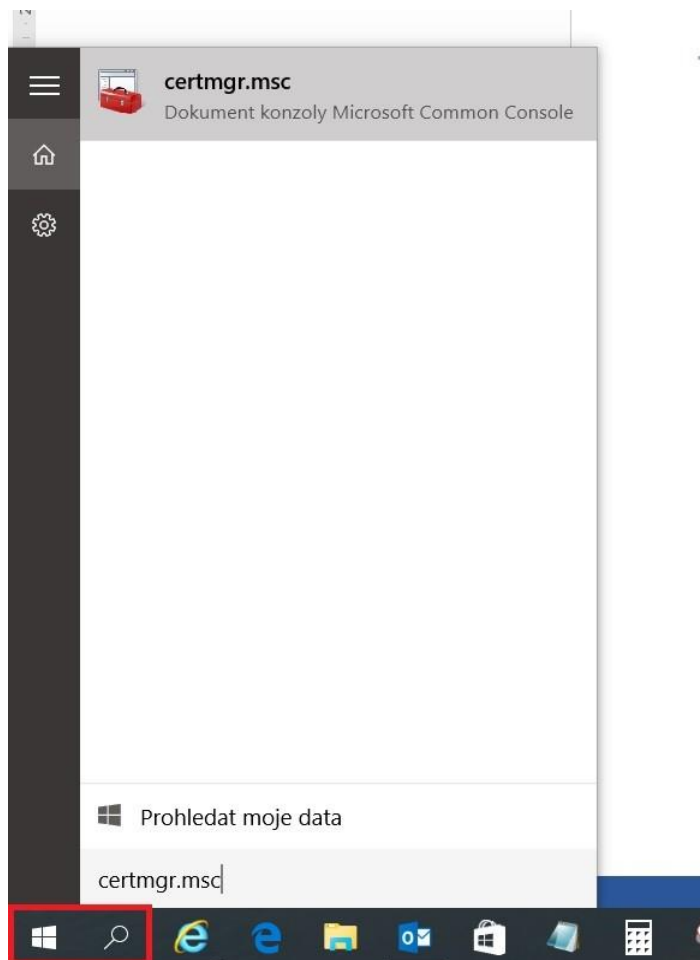 certmgr.msc
Dokument konzoly Microsoft Common Console
Prohledat moje data
certmgr.msc